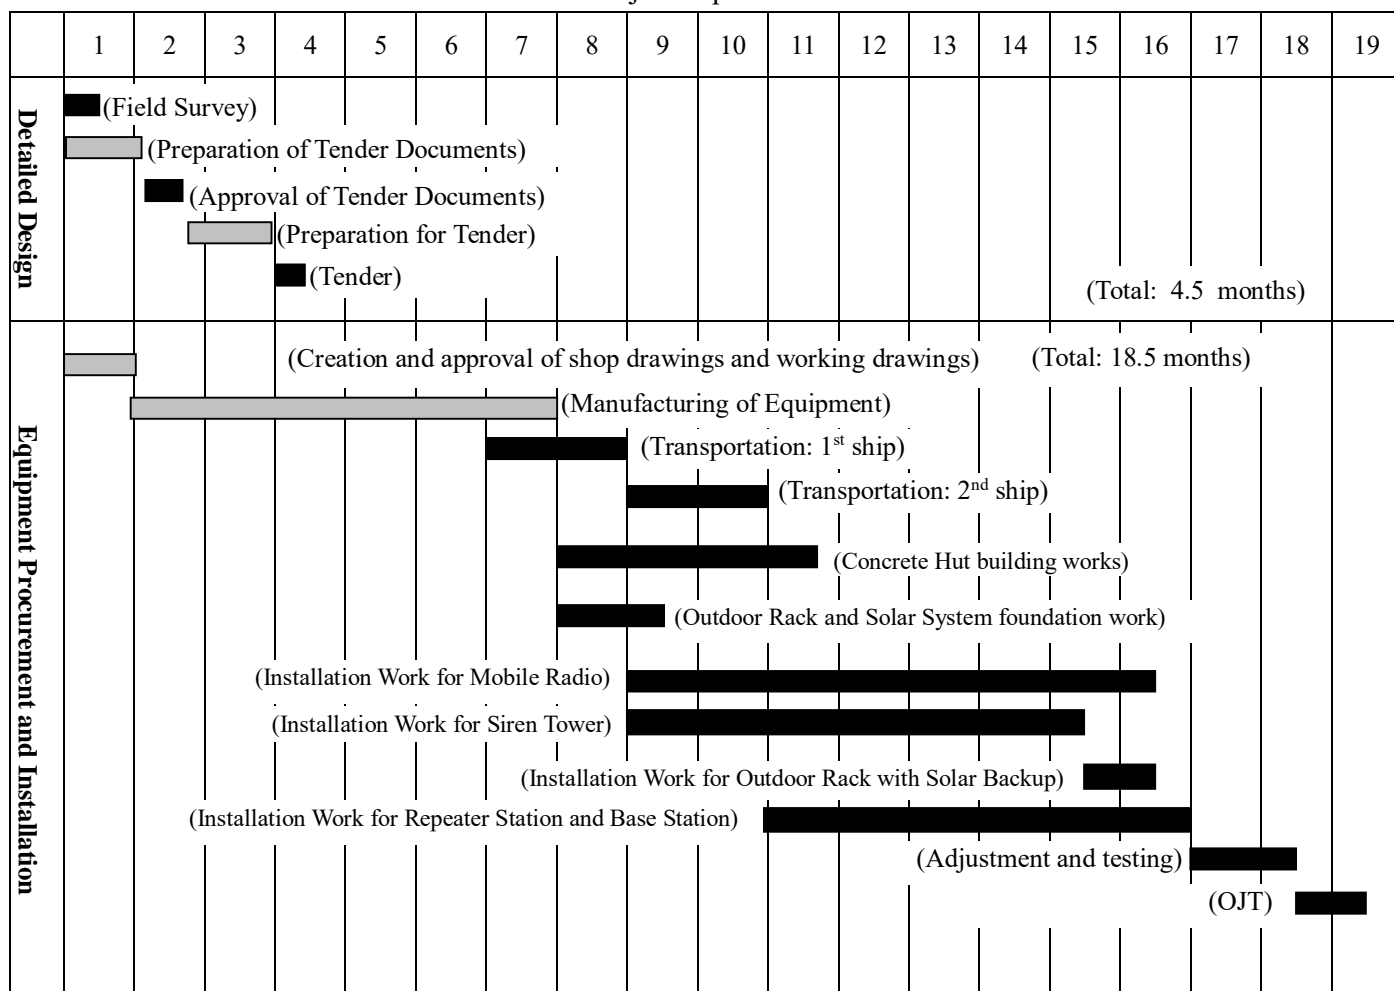 1 2 3 4 5 6 7 8 9 10 11 12 13 14 15 16 17 18 19
Detailed Design
(Field Survey)
(Preparation of Tender Documents)
(Approval of Tender Documents)
(Preparation for Tender)
(Tender)
(Total: 4.5 months)
Equipment Procurement and Installation
(Creation and approval of shop drawings and working drawings) (Total: 18.5 months)
(Manufacturing of Equipment)
(Transportation: 1st ship)
(Transportation: 2nd ship)
(Concrete Hut building works)
(Outdoor Rack and Solar System foundation work)
(Installation Work for Mobile Radio)
(Installation Work for Siren Tower)
(Installation Work for Outdoor Rack with Solar Backup)
(Installation Work for Repeater Station and Base Station)
(Adjustment and testing)
(OJT)